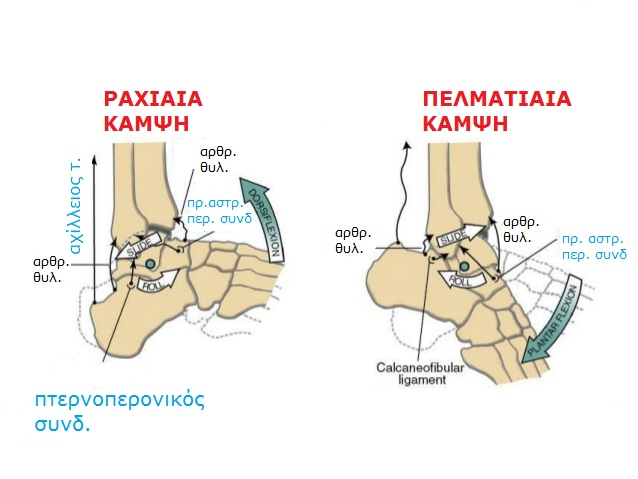 ΡΑΧΙΑΙΑ
ΚΑΜΨΗ
αχίλλειος τ.
αρθρ.
θυλ.
πρ.αστρ.
περ. συνδ
DORSIFLEXION
SLIDE
αρθρ.
θυλ.
ROLL
πτερνοπερονικός
συνδ.
ΠΕΛΜΑΤΙΑΙΑ
ΚΑΜΨΗ
αρθρ.
θυλ.
SLIDE
αρθρ.
θυλ.
πρ. αστρ.
περ. συνδ
ROLL
PLANTAR FLEXION
Calcaneofibular
ligament